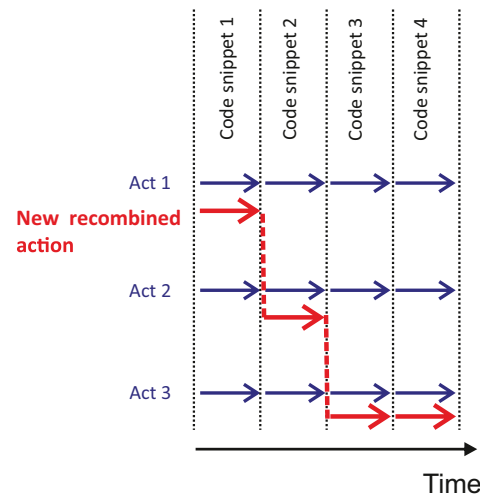 Code snippet 1
Code snippet 2
Code snippet 3
Code snippet 4
Act 1
New recombined
action
Act 2
Act 3
Time